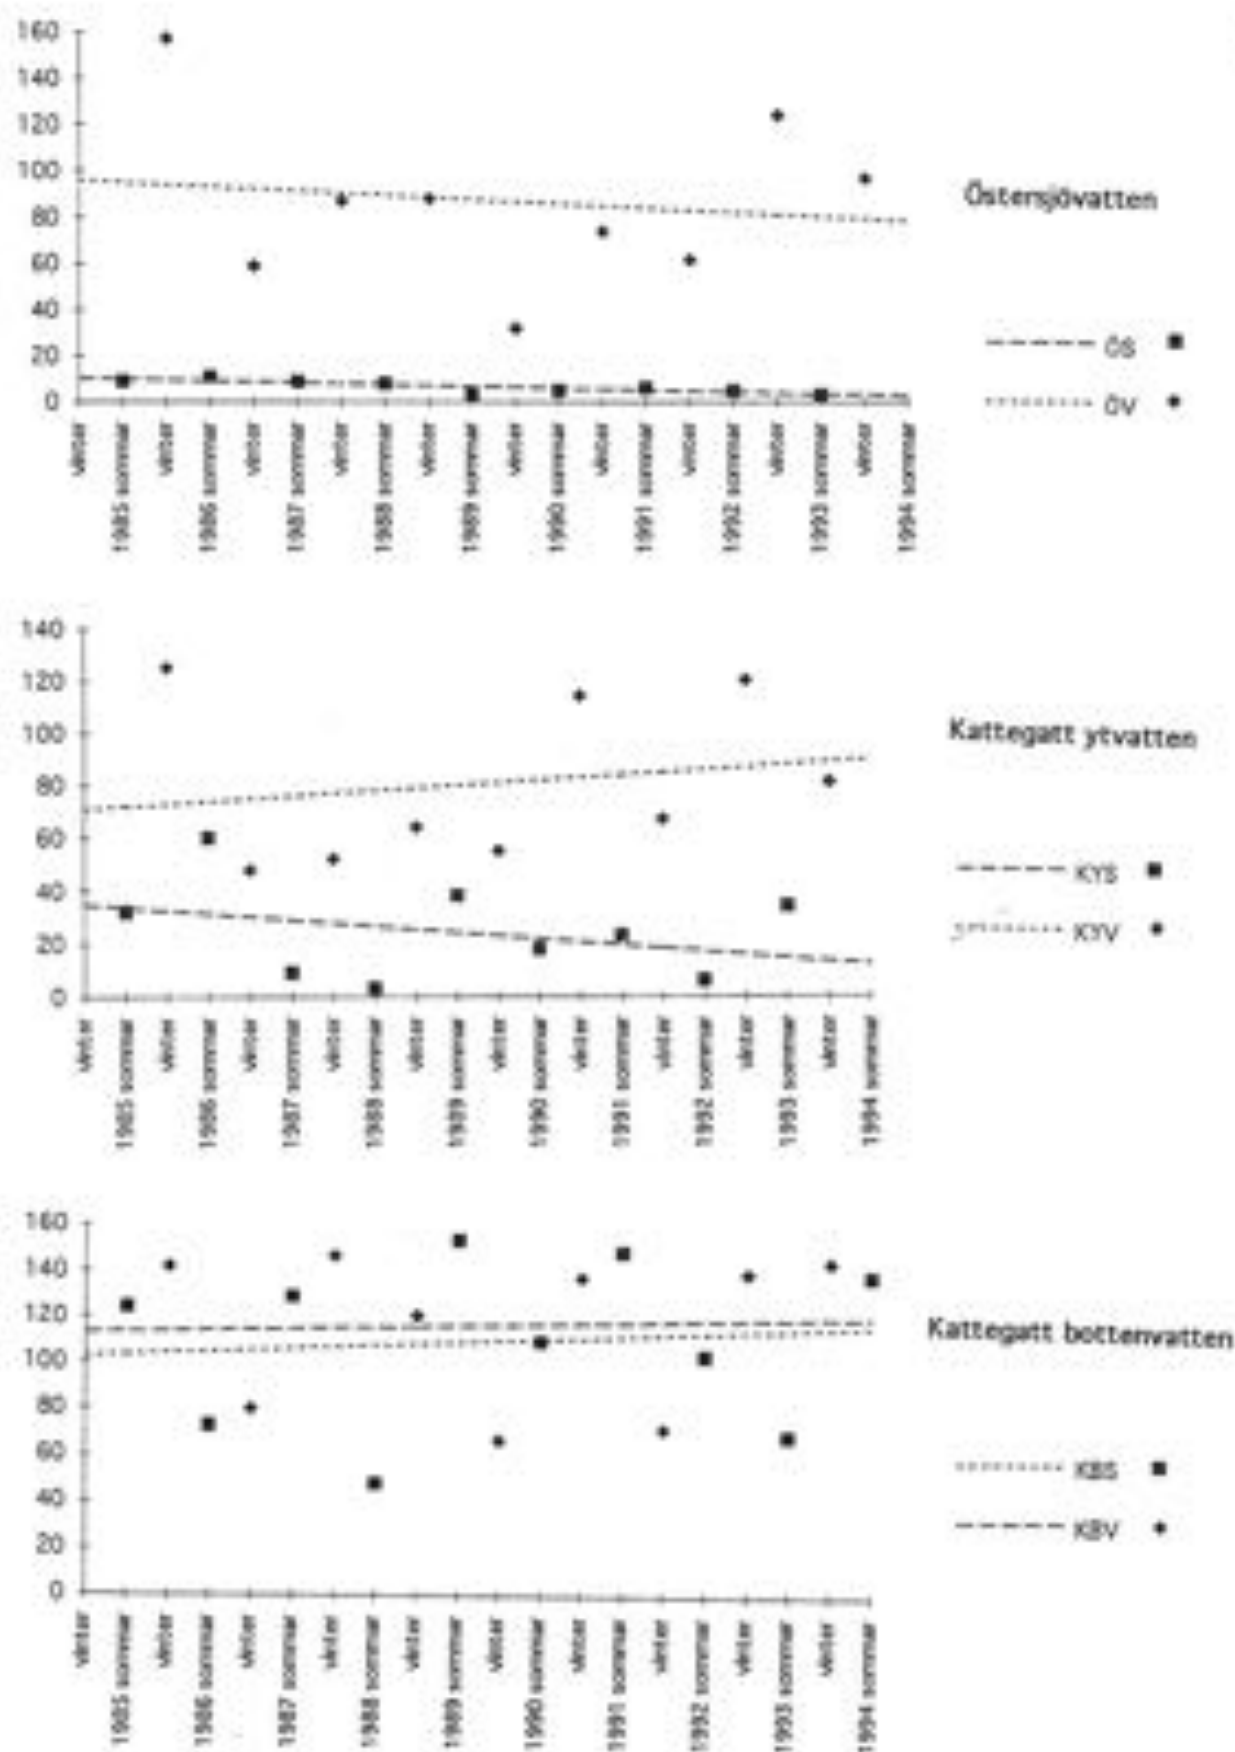 160
140
120
100
80
60
40
20
0
vinter
1985 sommar
vinter
1986 sommar
vinter
1987 sommar
vinter
1988 sommar
vinter
1989 sommar
vinter
1990 sommar
vinter
1991 sommar
vinter
1992 sommar
vinter
1993 sommar
vinter
1994 sommar
Östersjövatten
ÖS
ÖV
140
120
100
80
60
40
20
0
vinter
1985 sommar
vinter
1986 sommar
vinter
1987 sommar
vinter
1988 sommar
vinter
1989 sommar
vinter
1990 sommar
vinter
1991 sommar
vinter
1992 sommar
vinter
1993 sommar
vinter
1994 sommar
Kattegatt ytvatten
KYS
KYV
160
140
120
100
80
60
40
20
0
vinter
1985 sommar
vinter
1986 sommar
vinter
1987 sommar
vinter
1988 sommar
vinter
1989 sommar
vinter
1990 sommar
vinter
1991 sommar
vinter
1992 sommar
vinter
1993 sommar
vinter
1994 sommar
Kattegatt bottenvatten
KBS
KBV